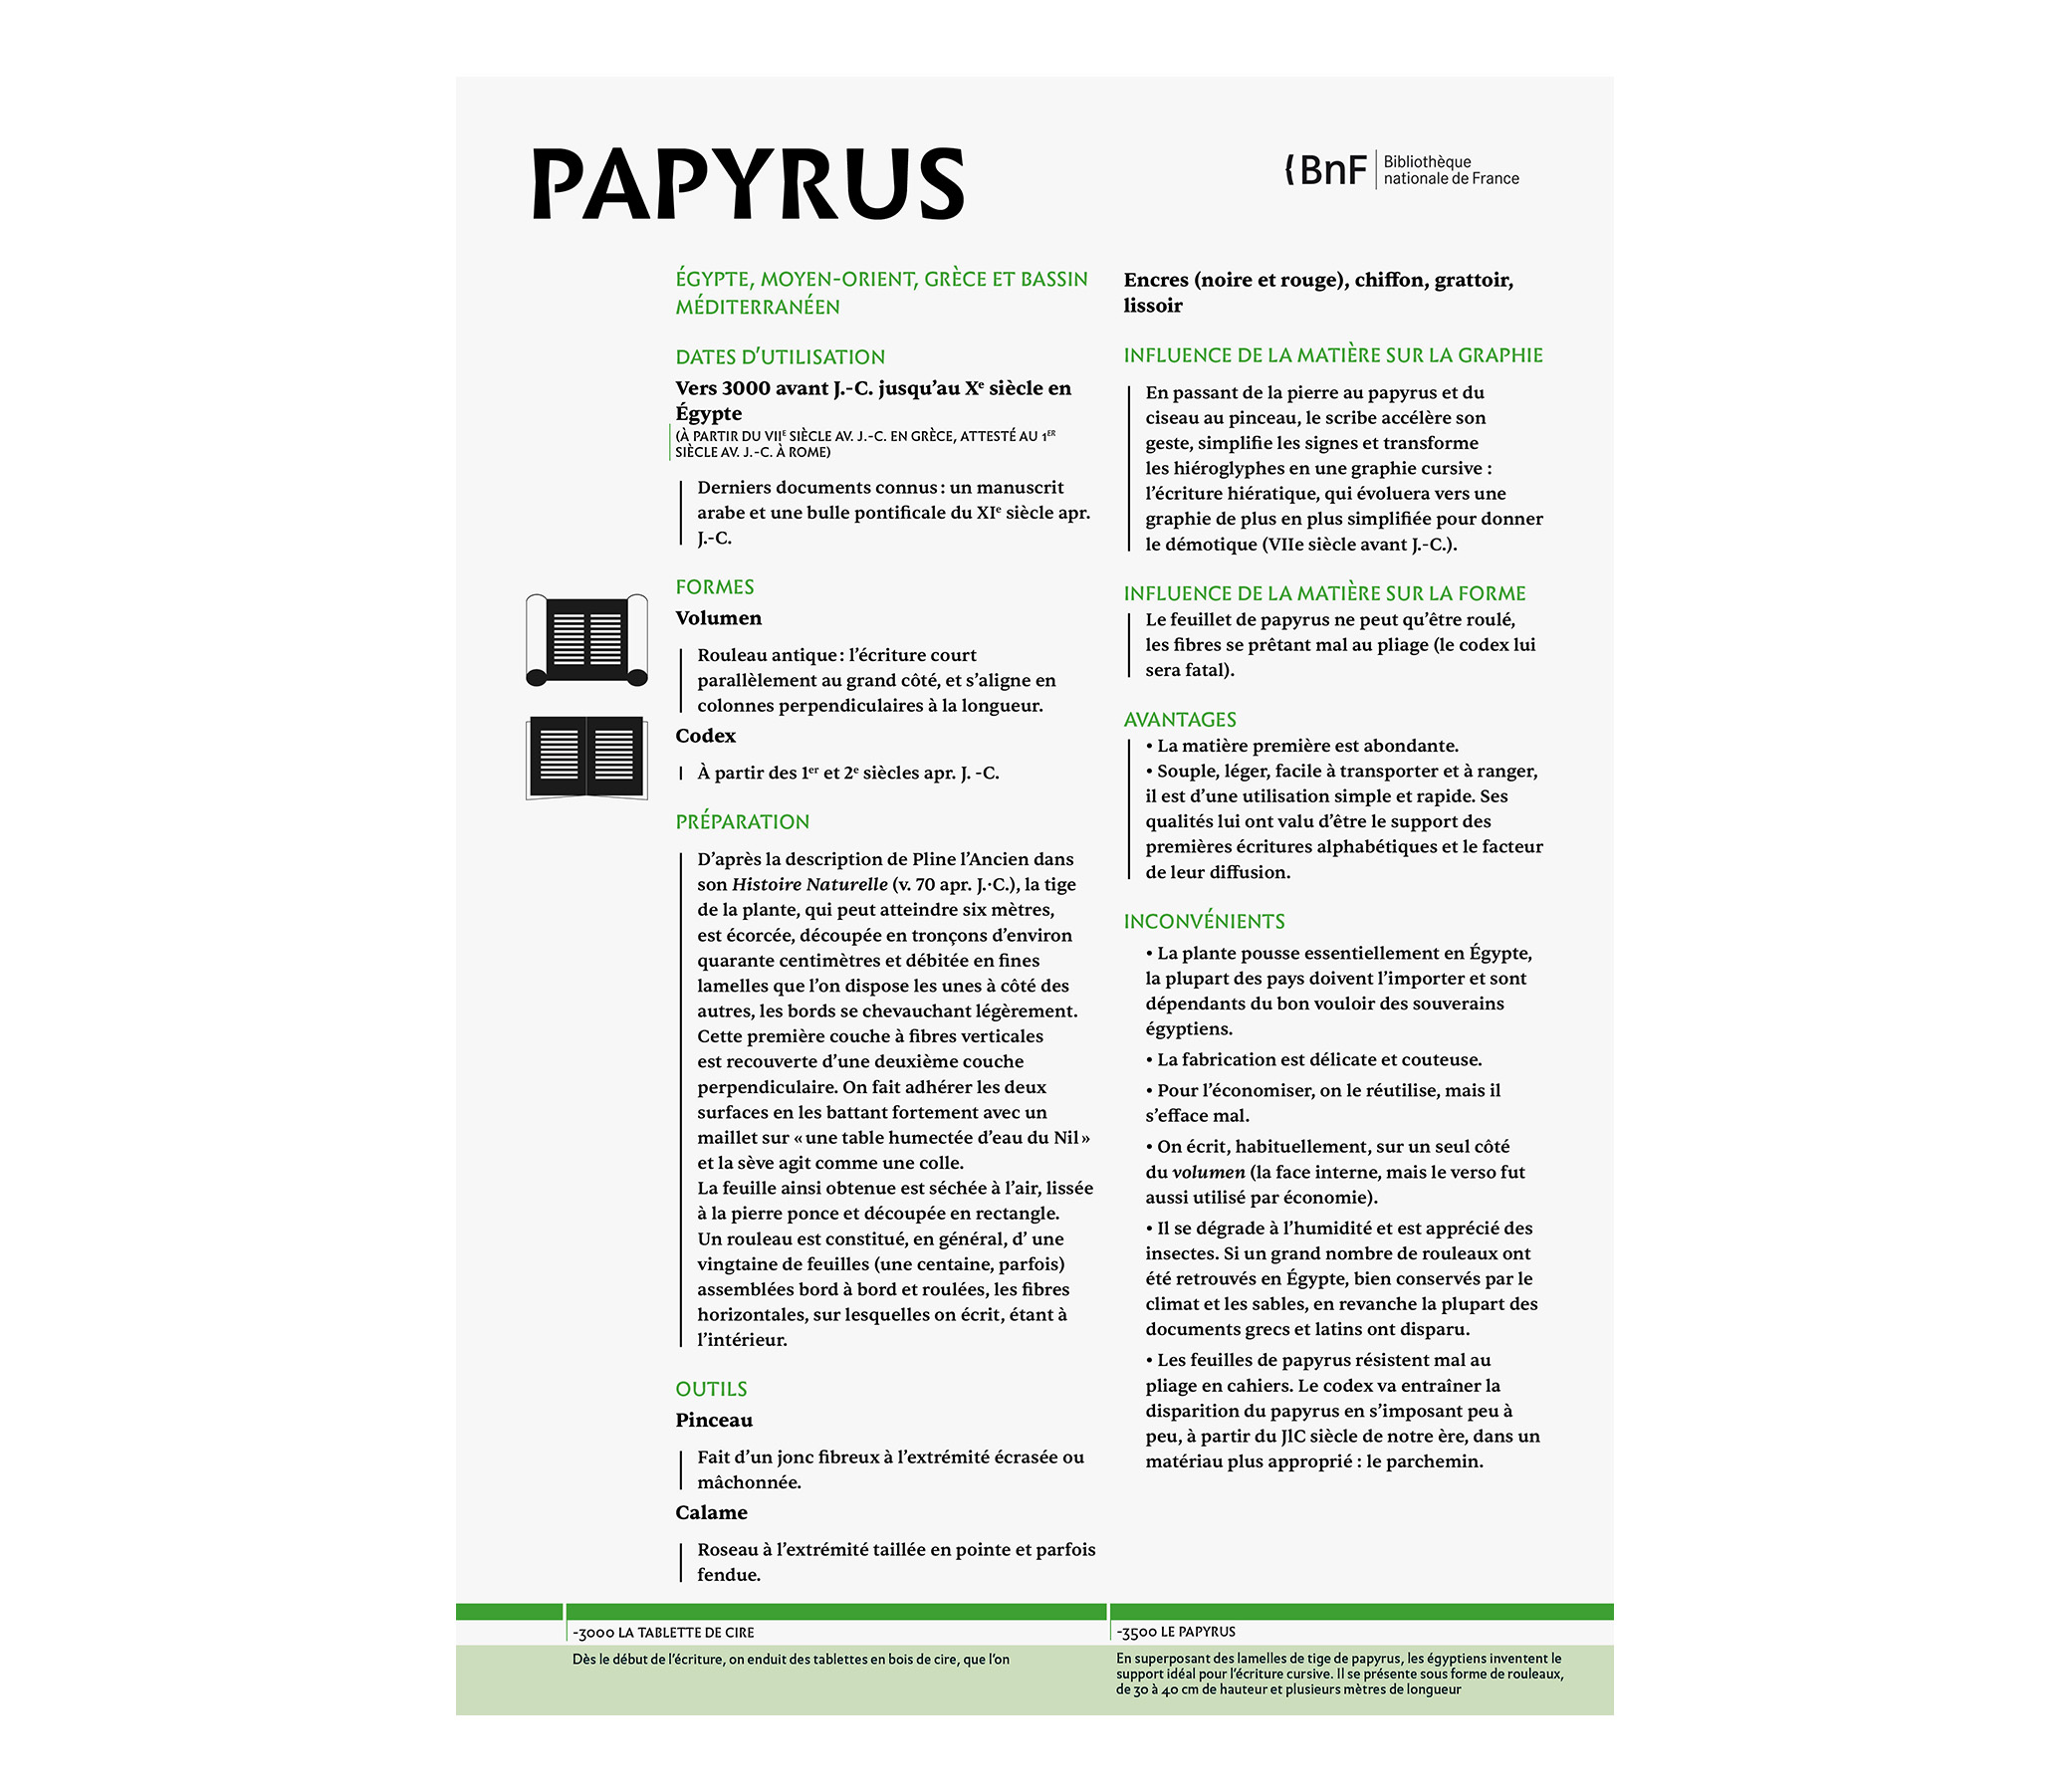 PAPYRUS
BnF Bibliothèque
nationale de France
ÉGYPTE, MOYEN-ORIENT, GRÈCE ET BASSIN
MÉDITERRANÉEN
DATES D'UTILISATION
Vers 3000 avant J.-C. jusqu'au Xe siècle en
Égypte
(À PARTIR DU VIIE SIÈCLE AV. J.-C. EN GRÈCE, ATTESTÉ AU 1ER
SIÈCLE AV. J.-C. À ROME)
Derniers documents connus : un manuscrit
arabe et une bulle pontificale du XIe siècle apr.
J.-C.
FORMES
Volumen
Rouleau antique : l'écriture court
parallèlement au grand côté, et s'aligne en
colonnes perpendiculaires à la longueur.
Codex
À partir des 1er et 2e siècles apr. J. -C.
PRÉPARATION
D'après la description de Pline l'Ancien dans
son Histoire Naturelle (v. 70 apr. J.·C.), la tige
de la plante, qui peut atteindre six mètres,
est écorcée, découpée en tronçons d'environ
quarante centimètres et débitée en fines
lamelles que l'on dispose les unes à côté des
autres, les bords se chevauchant légèrement.
Cette première couche à fibres verticales
est recouverte d'une deuxième couche
perpendiculaire. On fait adhérer les deux
surfaces en les battant fortement avec un
maillet sur « une table humectée d'eau du Nil »
et la sève agit comme une colle.
La feuille ainsi obtenue est séchée à l'air, lissée
à la pierre ponce et découpée en rectangle.
Un rouleau est constitué, en général, d' une
vingtaine de feuilles (une centaine, parfois)
assemblées bord à bord et roulées, les fibres
horizontales, sur lesquelles on écrit, étant à
l'intérieur.
OUTILS
Pinceau
Fait d'un jonc fibreux à l'extrémité écrasée ou
mâchonnée.
Calame
Roseau à l'extrémité taillée en pointe et parfois
fendue.
Encres (noire et rouge), chiffon, grattoir,
lissoir
INFLUENCE DE LA MATIÈRE SUR LA GRAPHIE
En passant de la pierre au papyrus et du
ciseau au pinceau, le scribe accélère son
geste, simplifie les signes et transforme
les hiéroglyphes en une graphie cursive :
l'écriture hiératique, qui évoluera vers une
graphie de plus en plus simplifiée pour donner
le démotique (VIIe siècle avant J.-C.).
INFLUENCE DE LA MATIÈRE SUR LA FORME
Le feuillet de papyrus ne peut qu'être roulé,
les fibres se prêtant mal au pliage (le codex lui
sera fatal).
AVANTAGES
• La matière première est abondante.
• Souple, léger, facile à transporter et à ranger,
il est d'une utilisation simple et rapide. Ses
qualités lui ont valu d'être le support des
premières écritures alphabétiques et le facteur
de leur diffusion.
INCONVÉNIENTS
• La plante pousse essentiellement en Égypte,
la plupart des pays doivent l'importer et sont
dépendants du bon vouloir des souverains
égyptiens.
• La fabrication est délicate et couteuse.
• Pour l'économiser, on le réutilise, mais il
s'efface mal.
• On écrit, habituellement, sur un seul côté
du volumen (la face interne, mais le verso fut
aussi utilisé par économie).
• Il se dégrade à l'humidité et est apprécié des
insectes. Si un grand nombre de rouleaux ont
été retrouvés en Égypte, bien conservés par le
climat et les sables, en revanche la plupart des
documents grecs et latins ont disparu.
• Les feuilles de papyrus résistent mal au
pliage en cahiers. Le codex va entraîner la
disparition du papyrus en s'imposant peu à
peu, à partir du JlC siècle de notre ère, dans un
matériau plus approprié : le parchemin.
-3000 LA TABLETTE DE CIRE
Dès le début de l'écriture, on enduit des tablettes en bois de cire, que l'on
-3500 LE PAPYRUS
En superposant des lamelles de tige de papyrus, les égyptiens inventent le
support idéal pour l'écriture cursive. Il se présente sous forme de rouleaux,
de 30 à 40 cm de hauteur et plusieurs mètres de longueur